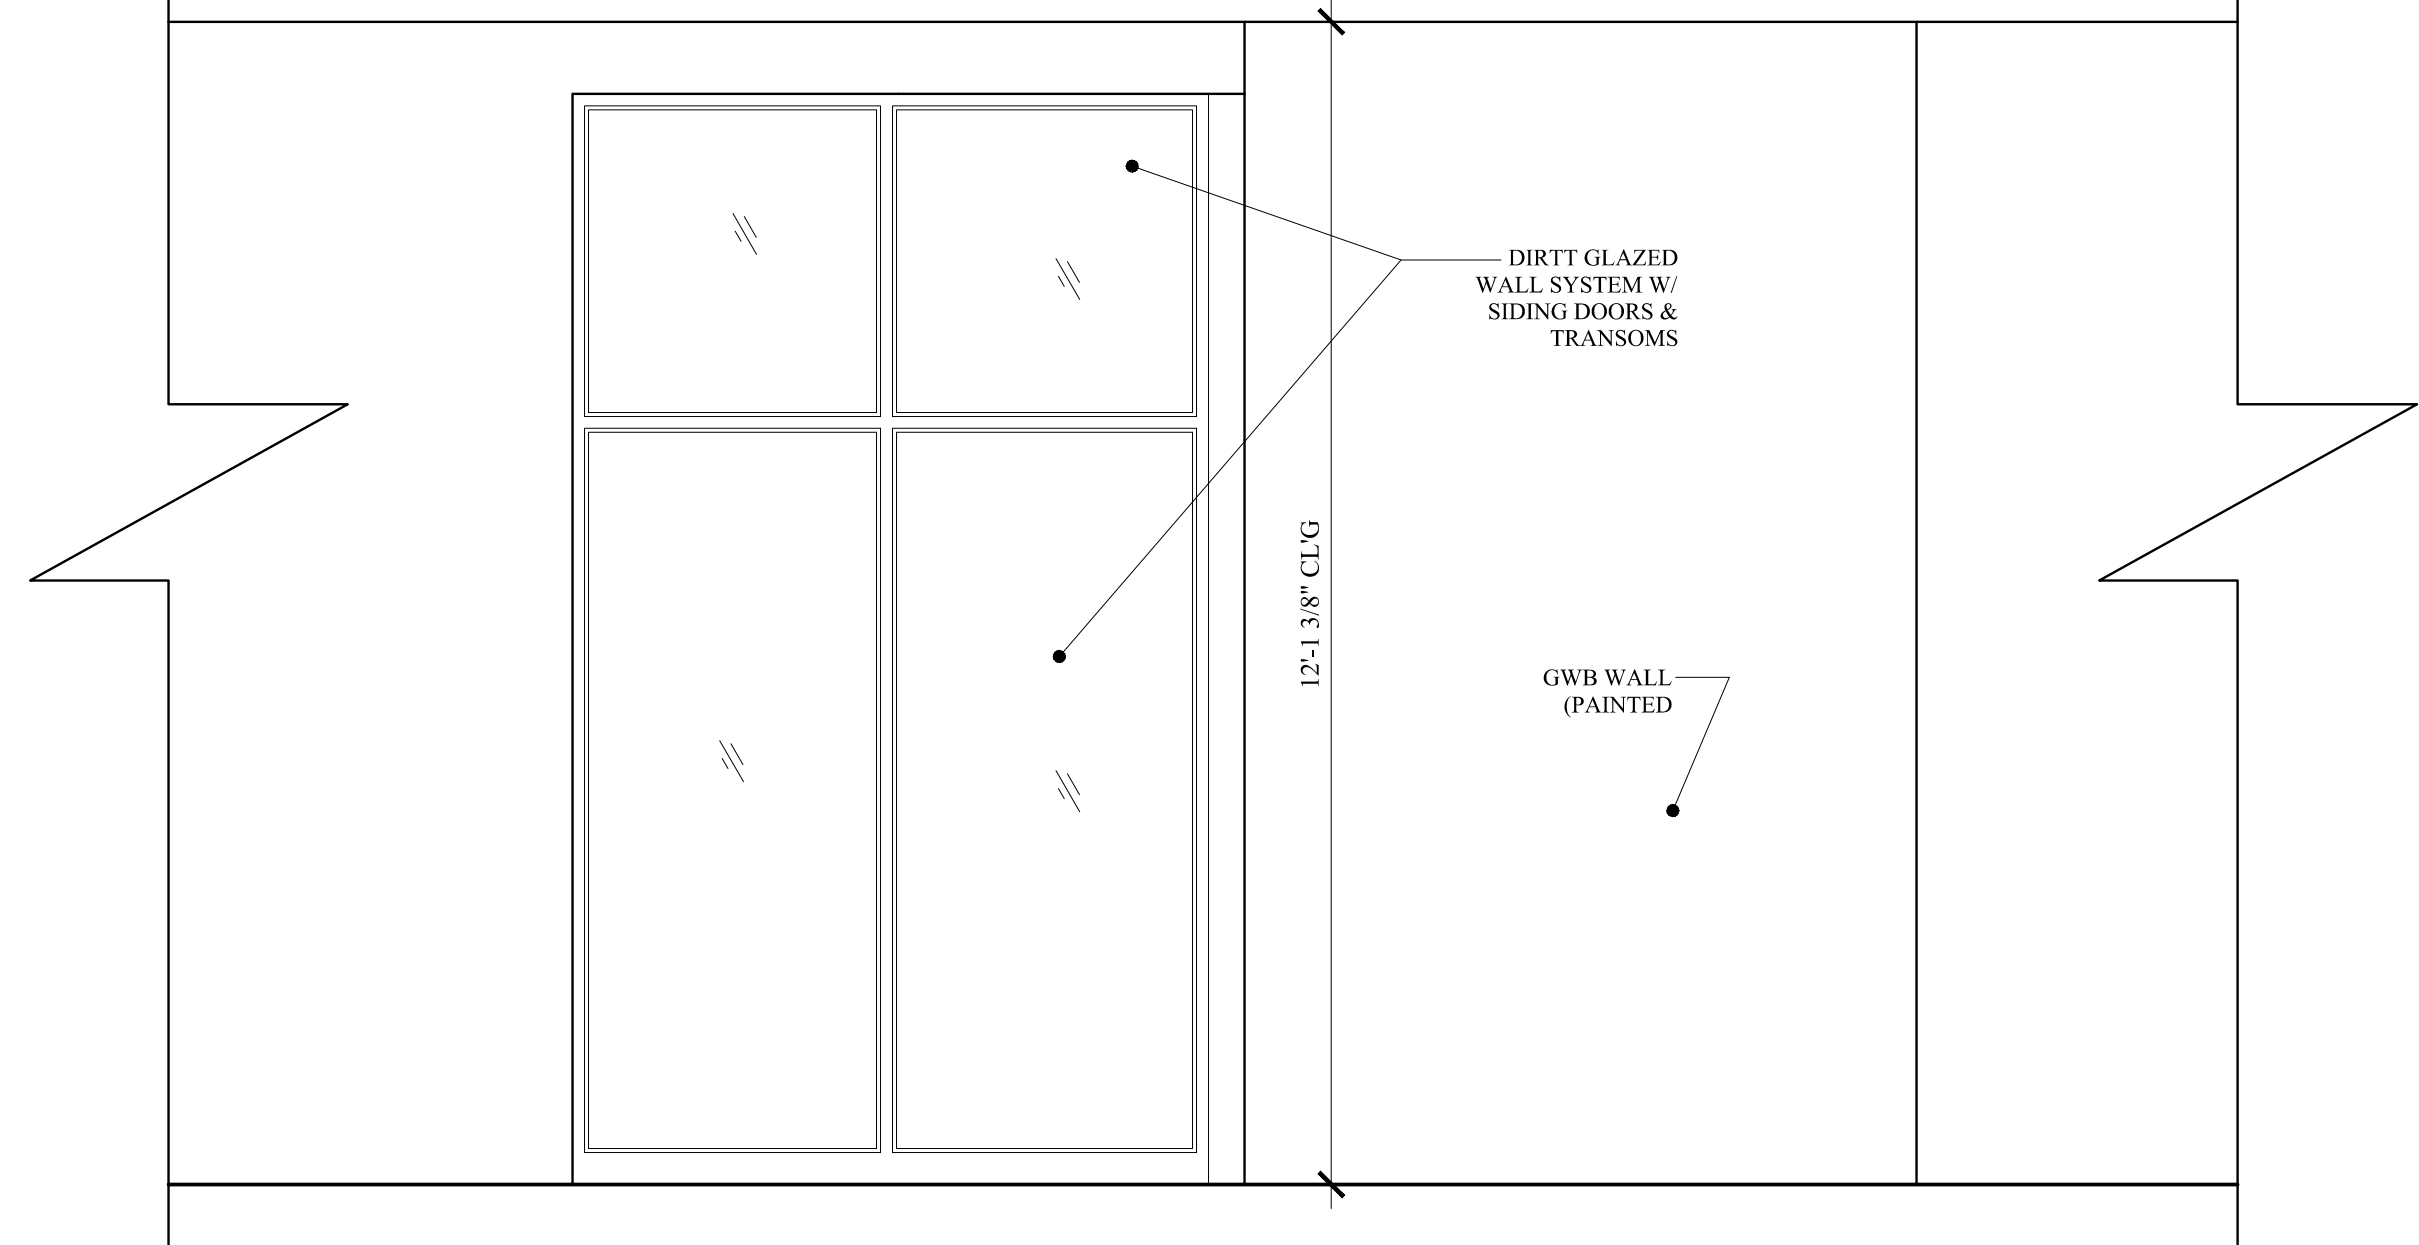 DIRTT GLAZED
WALL SYSTEM W/
SIDING DOORS &
TRANSOMS
12'-1 3/8" CL'G
GWB WALL
(PAINTED